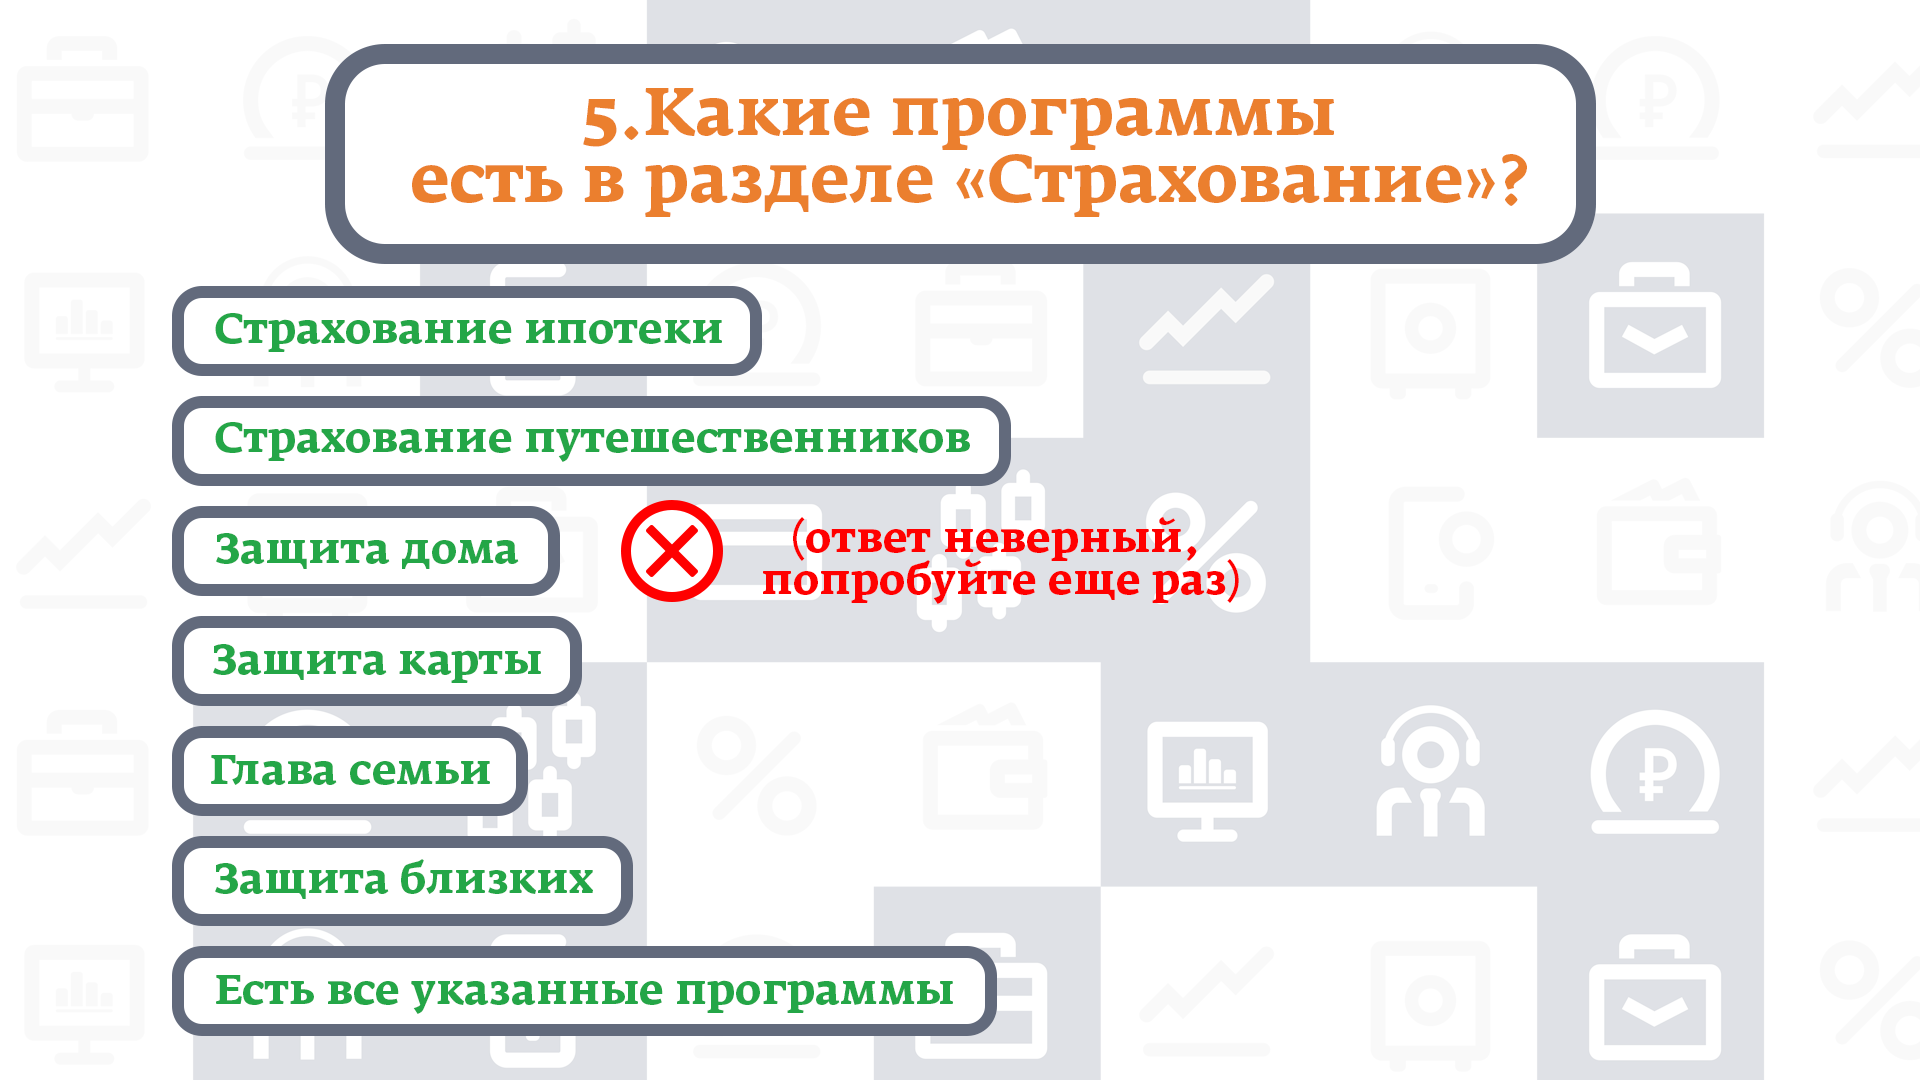 5.Какие программы
есть в разделе «Страхование»?
Страхование ипотеки
Страхование путешественников
Защита дома
(ответ неверный,
попробуйте еще раз)
Защита карты
Глава семьи
Защита близких
Есть все указанные программы